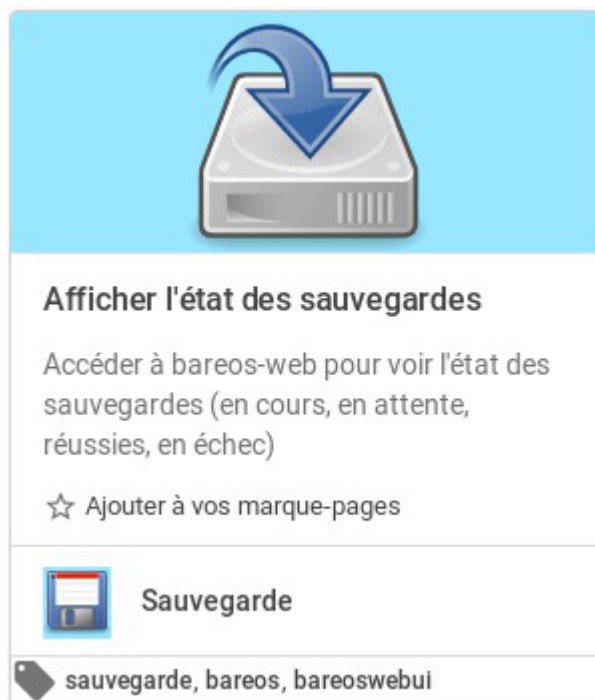 Afficher l'état des sauvegardes
Accéder à bareos-web pour voir l'état des
sauvegardes (en cours, en attente,
réussies, en échec)
Ajouter à vos marque-pages
Sauvegarde
sauvegarde, bareos, bareoswebui